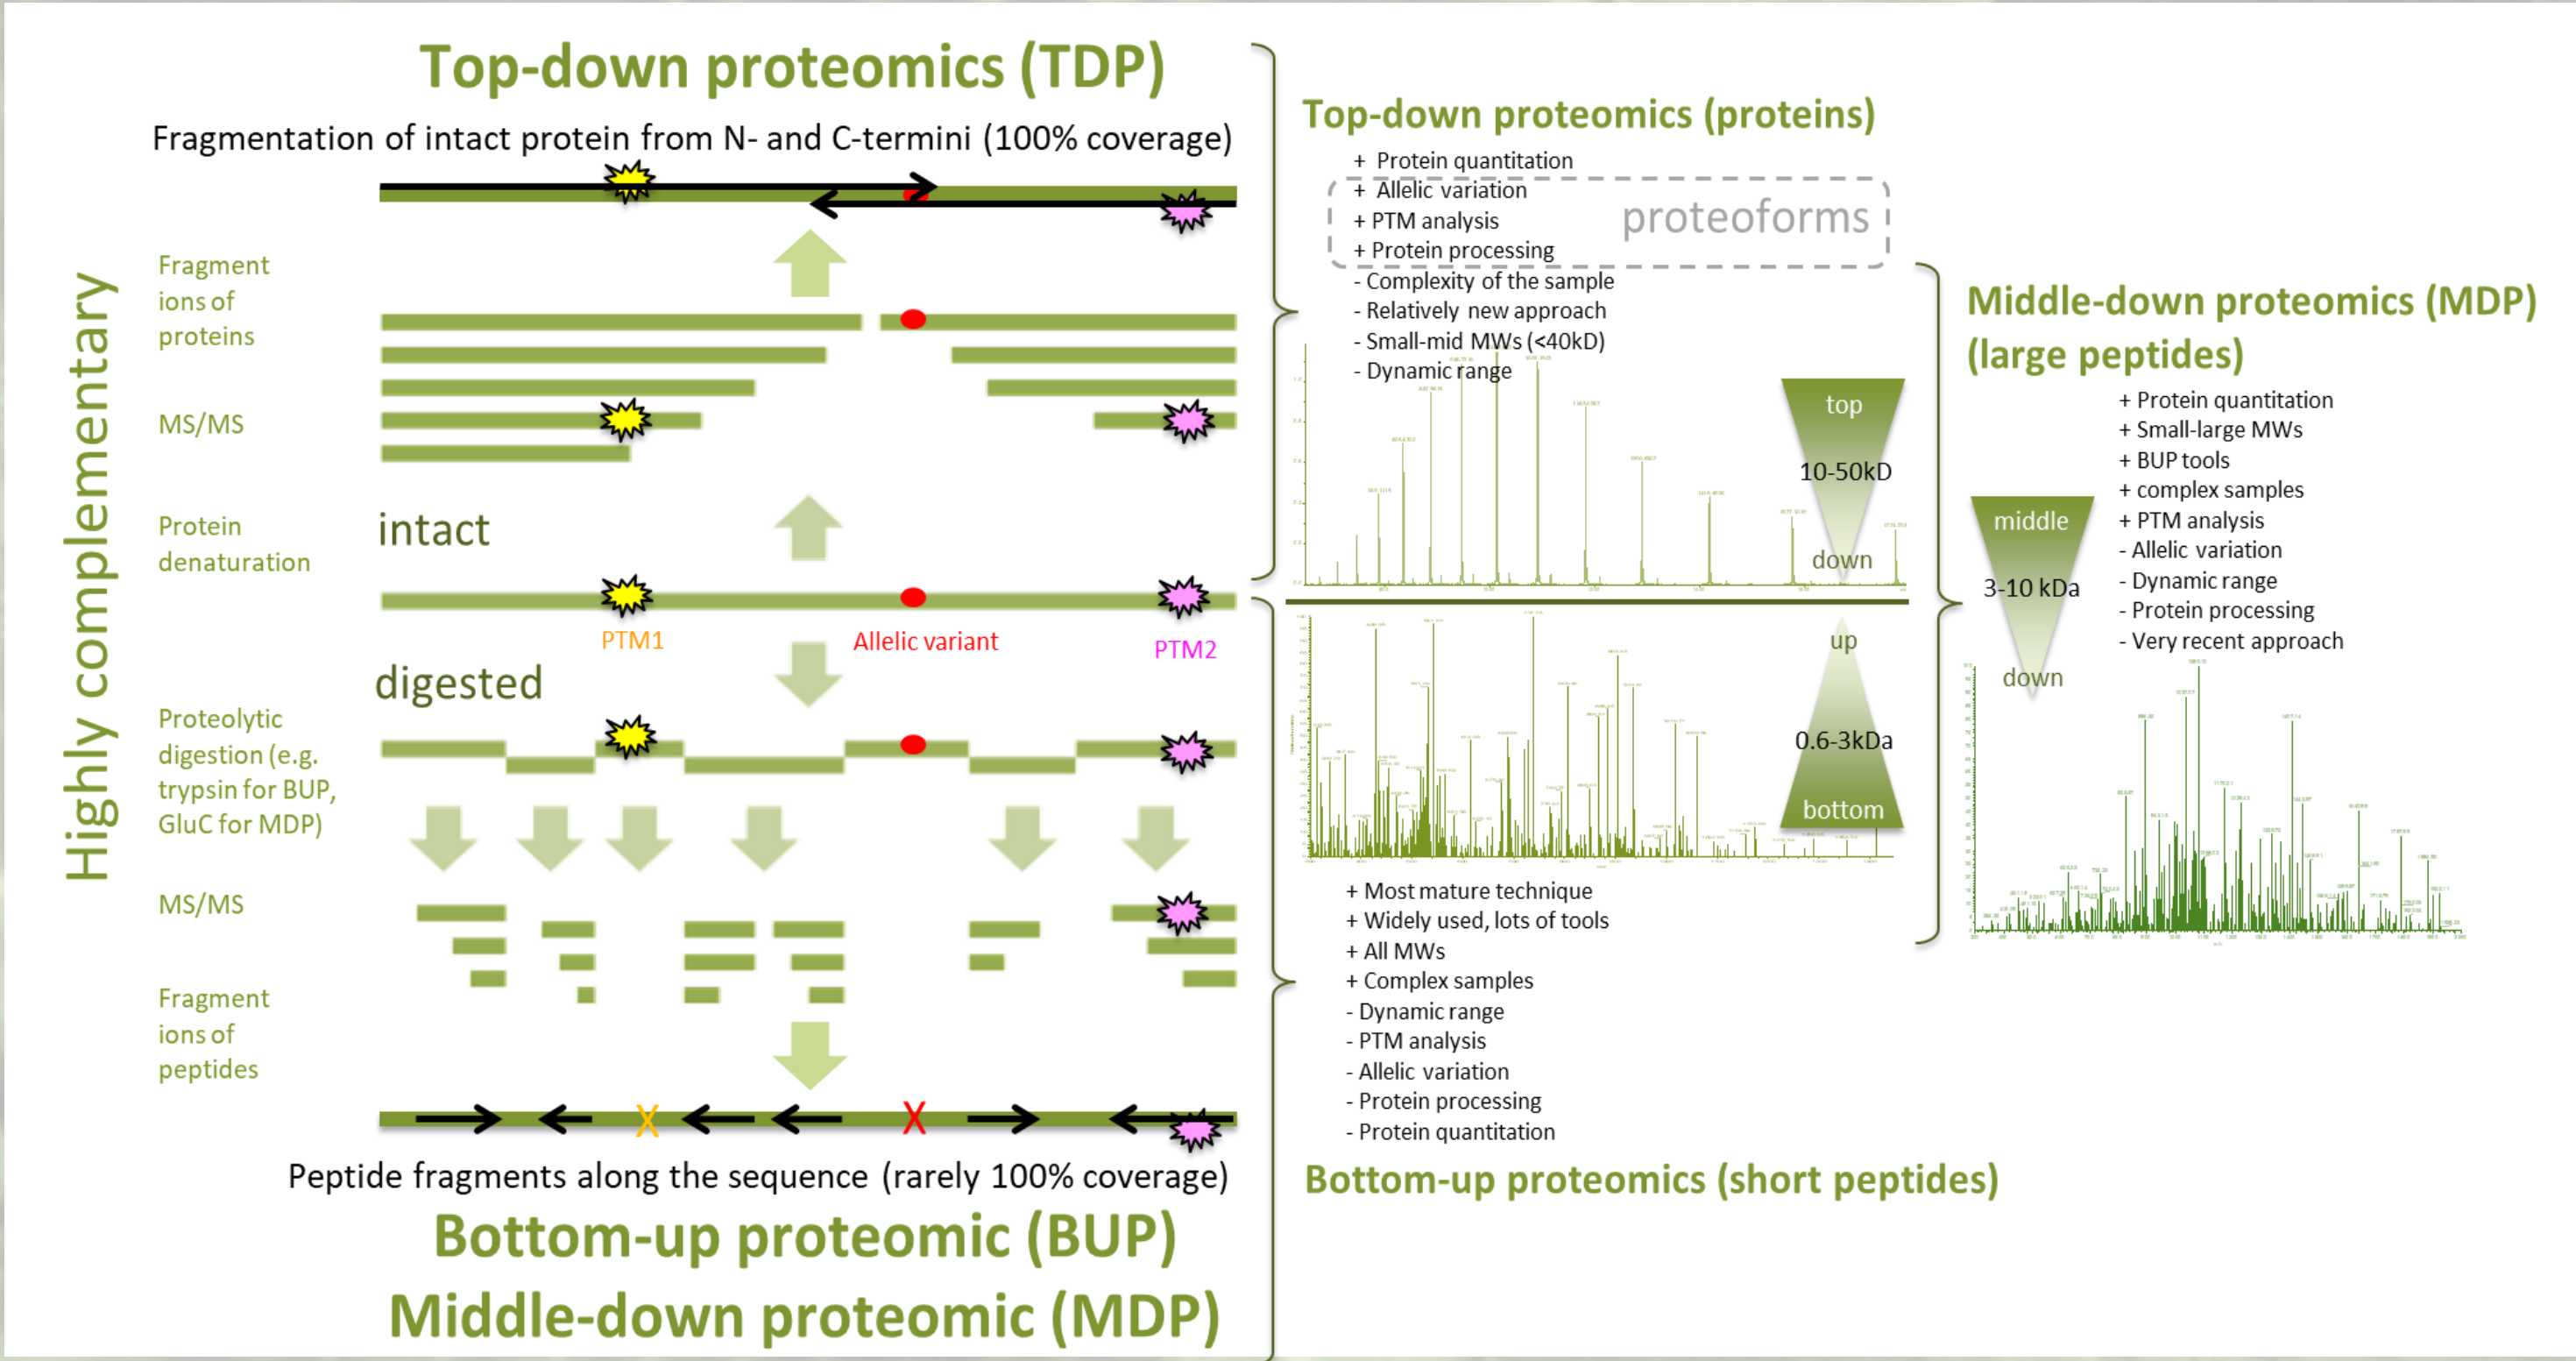 Top-down proteomics (TDP)
Fragmentation of intact protein from N- and C-termini (100% coverage)
Highly complementary
Fragment
ions of
proteins
MS/MS
Protein
denaturation
intact
PTM1
Allelic variant
PTM2
digested
Proteolytic
digestion (e.g.
trypsin for BUP,
GluC for MDP)
MS/MS
Fragment
ions of
peptides
X
X
Peptide fragments along the sequence (rarely 100% coverage)
Bottom-up proteomic (BUP)
Middle-down proteomic (MDP)
Top-down proteomics (proteins)
+ Protein quantitation
+ Allelic variation
+ PTM analysis
+ Protein processing
proteoforms
- Complexity of the sample
- Relatively new approach
- Small-mid MWs (<40kD)
- Dynamic range
top
10-50kD
down
up
0.6-3kDa
bottom
+ Most mature technique
+ Widely used, lots of tools
+ All MWs
+ Complex samples
- Dynamic range
- PTM analysis
- Allelic variation
- Protein processing
- Protein quantitation
Bottom-up proteomics (short peptides)
Middle-down proteomics (MDP)
(large peptides)
+ Protein quantitation
+ Small-large MWs
+ BUP tools
+ complex samples
+ PTM analysis
- Allelic variation
- Dynamic range
- Protein processing
- Very recent approach
middle
3-10 kDa
down